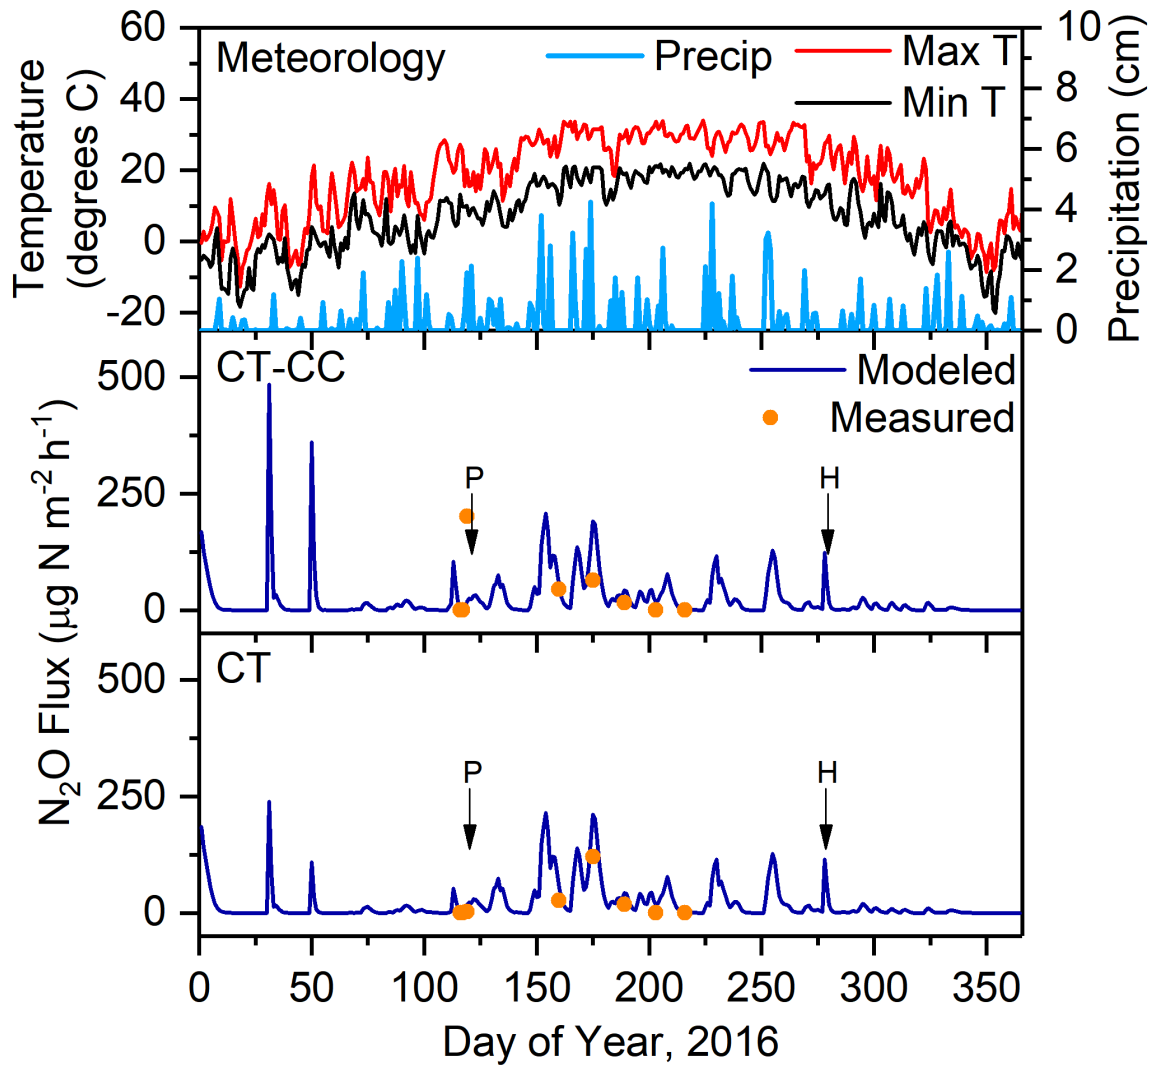 60
40
20
0
-20
Temperature
(degrees C)
Meteorology
Precip
Max T
Min T
10
8
6
4
2
0
Precipitation (cm)
CT-CC
Modeled
Measured
500
250
0
P
H
N₂O Flux (µg N m⁻² h⁻¹)
CT
500
250
0
P
H
0 50 100 150 200 250 300 350
Day of Year, 2016